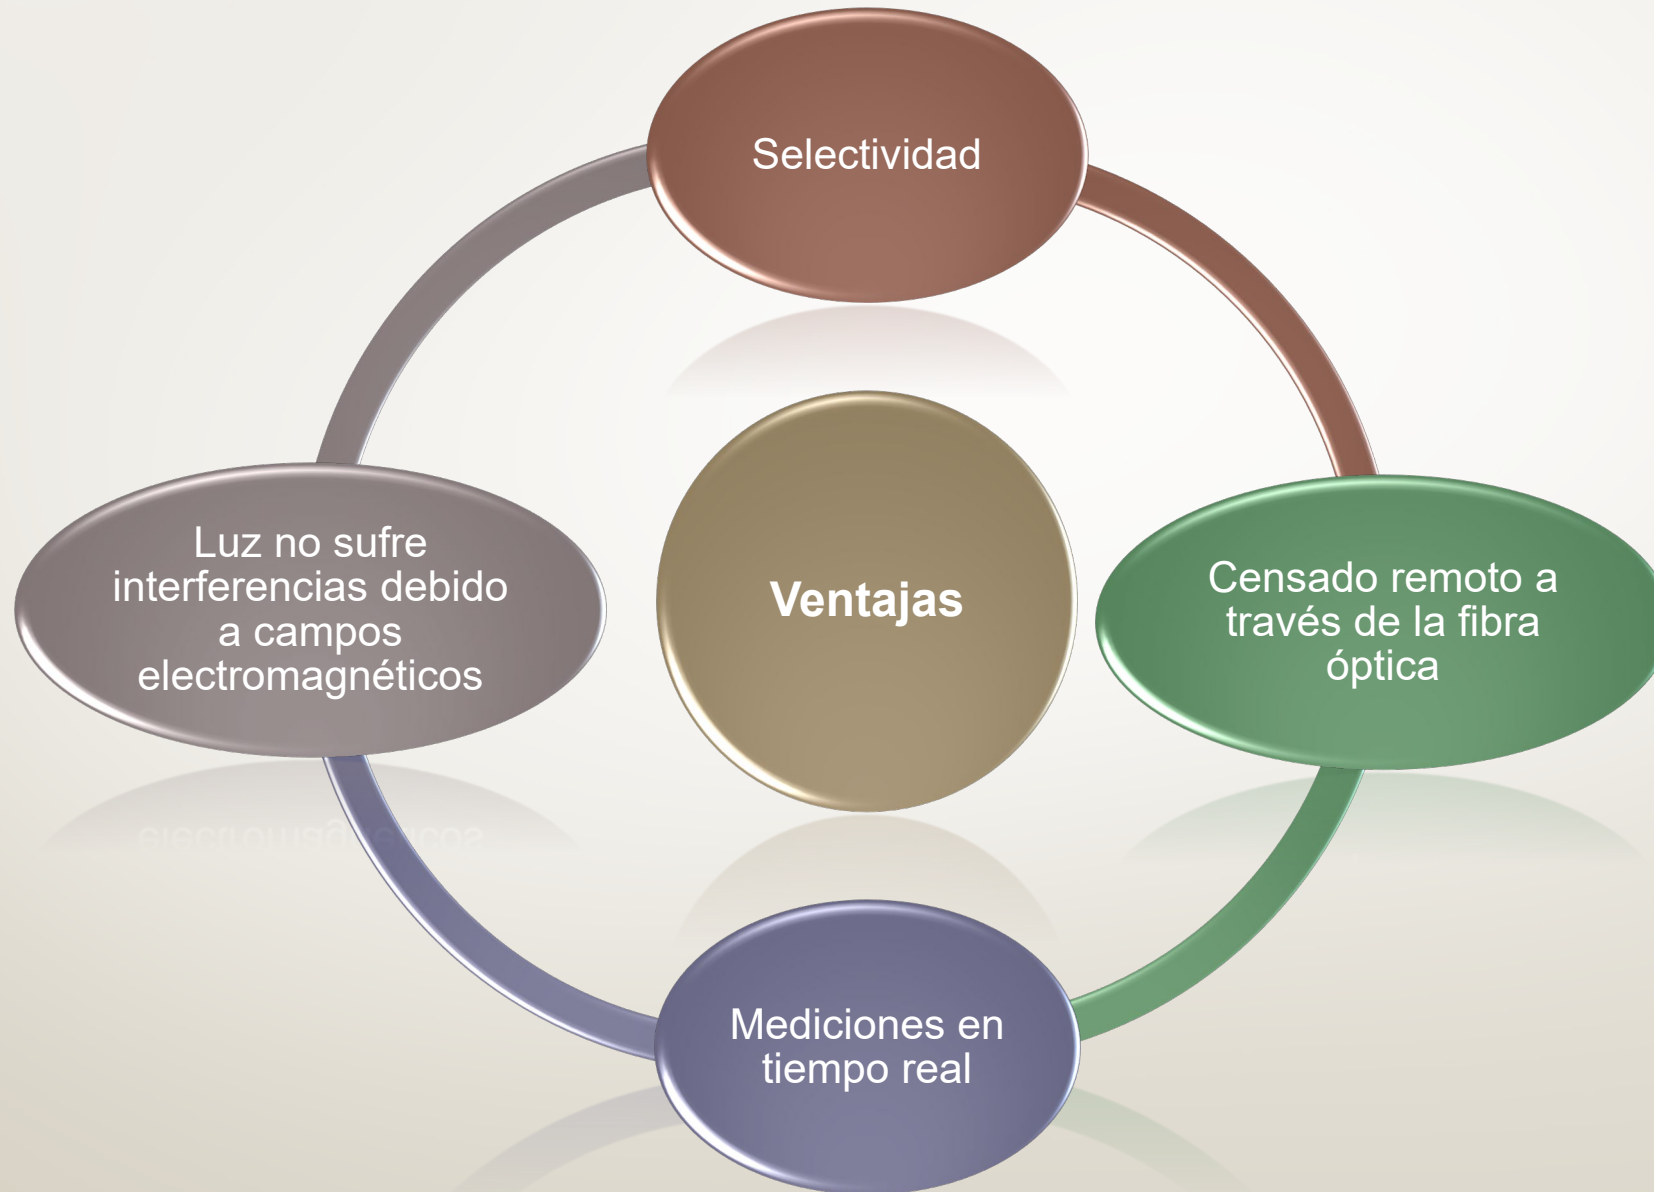 Selectividad
Luz no sufre
interferencias debido
a campos
electromagnéticos
Ventajas
Censado remoto a
través de la fibra
óptica
Mediciones en
tiempo real